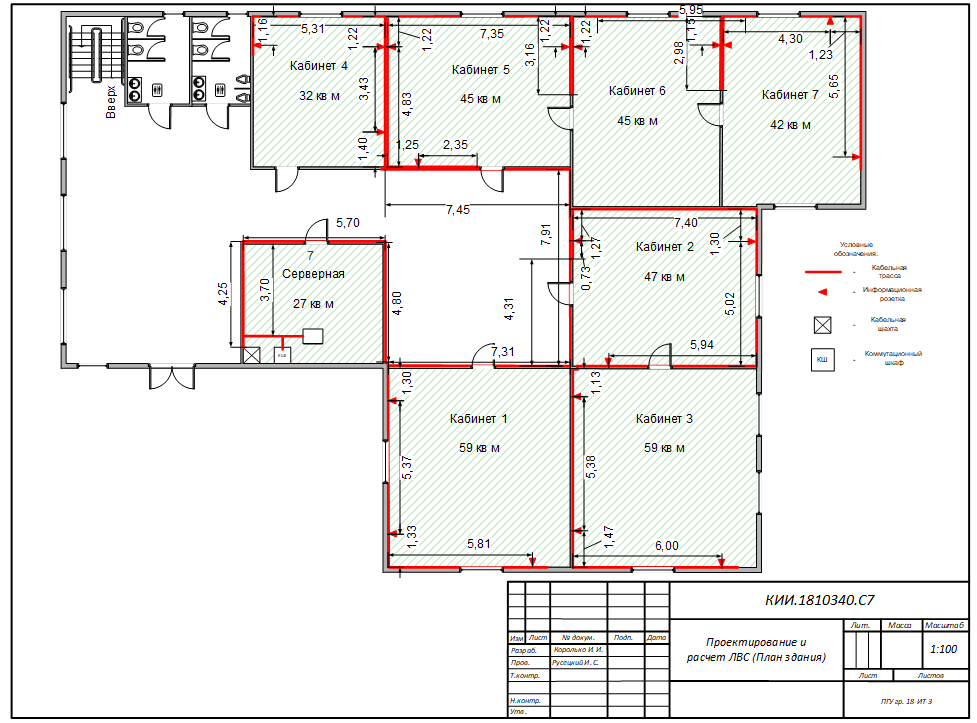 5,95
1,16
5,31
1,22
1,22
7,35
1,22
1,22
1,15
4,30
1,23
Вверх
Кабинет 4
32 кв м
3,43
1,40
Кабинет 5
45 кв м
4,83
3,16
1,25
2,35
Кабинет 6
45 кв м
2,98
Кабинет 7
42 кв м
5,65
7,45
7,91
5,70
7
Серверная
27 кв м
4,25
3,70
4,80
4,31
7,31
7,40
1,27
0,73
Кабинет 2
47 кв м
1,30
5,02
5,94
Условные
обозначения:
-
Кабельная
трасса
-
Информационная
розетка
-
Кабельная
шахта
КШ
-
Коммутационный
шкаф
1,30
Кабинет 1
59 кв м
5,37
1,33
5,81
1,13
Кабинет 3
59 кв м
5,38
1,47
6,00
КИИ.1810340.С7
Изм
Лист
№ докум.
Подп.
Дата
Разраб.
Королько И. И.
Пров.
Русецкий И. С.
Т.контр.
Н.контр.
Утв.
Проектирование и
расчет ЛВС (План здания)
Лит.
Масса
Масштаб
1:100
Лист
Листов
ПГУ гр. 18-ИТ-3